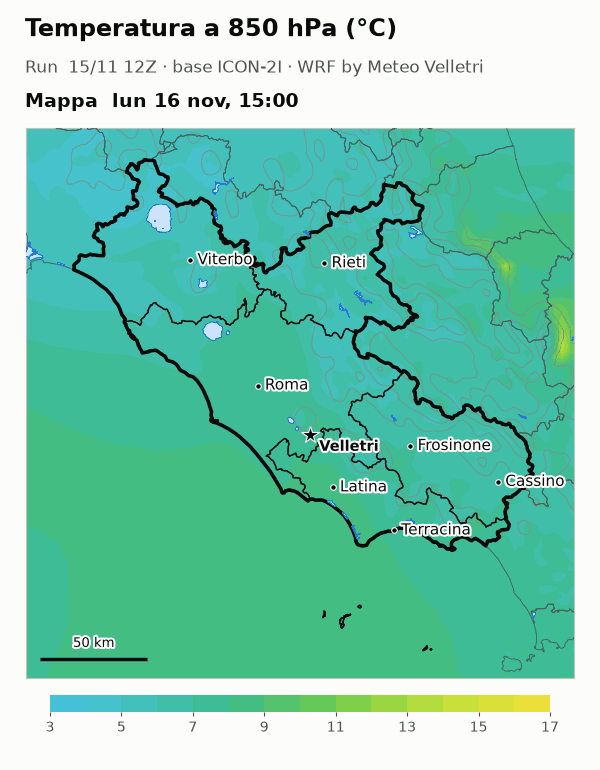 Temperatura a 850 hPa (°C)
Run  15/11 12Z · base ICON-2I · WRF by Meteo Velletri
Mappa  lun 16 nov, 15:00
Viterbo
Rieti
Roma
Velletri
Frosinone
Latina
Cassino
Terracina
50 km
3 5 7 9 11 13 15 17